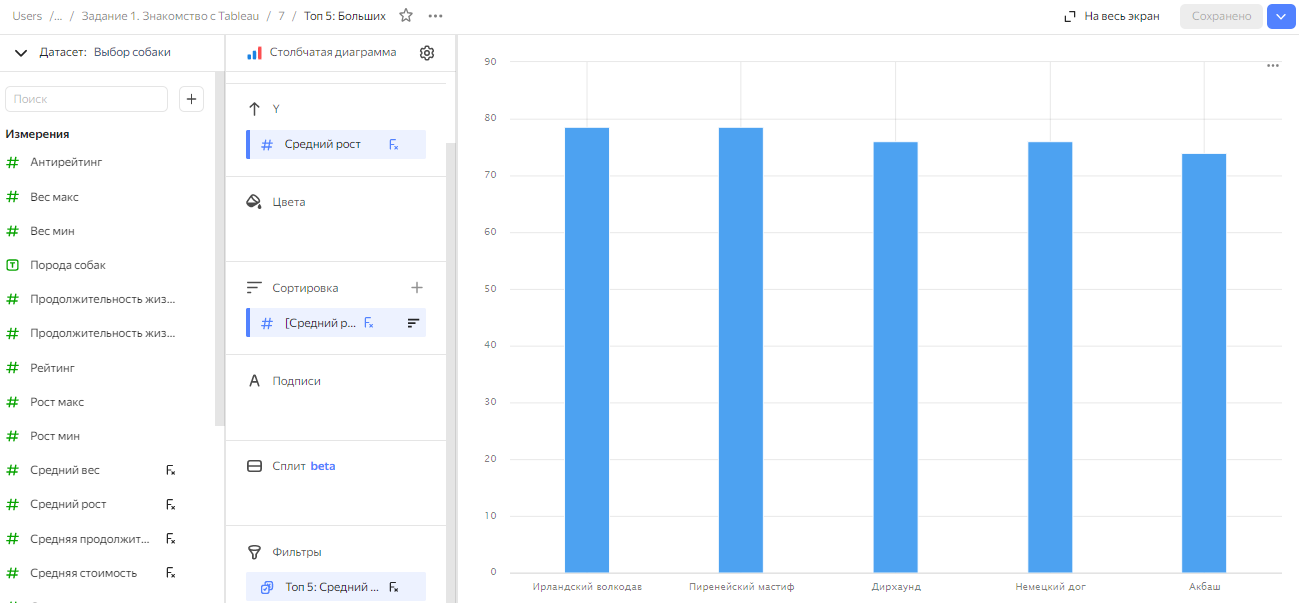 Users / ... / Задание 1. Знакомство с Tableau / 7 / Топ 5: Больших
На весь экран
Сохранено
Датасет: Выбор собаки
Поиск
Измерения
Антирейтинг
Вес макс
Вес мин
Порода собак
Продолжительность жиз...
Продолжительность жиз...
Рейтинг
Рост макс
Рост мин
Средний вес
Средний рост
Средняя продолжит...
Средняя стоимость
Столбчатая диаграмма
Y
Средний рост
Цвета
Сортировка
[Средний р...
Подписи
Сплит beta
Фильтры
Топ 5: Средний ...
90
80
70
60
50
40
30
20
10
0
Ирландский волкодав
Пиренейский мастиф
Дирхаунд
Немецкий дог
Акбаш